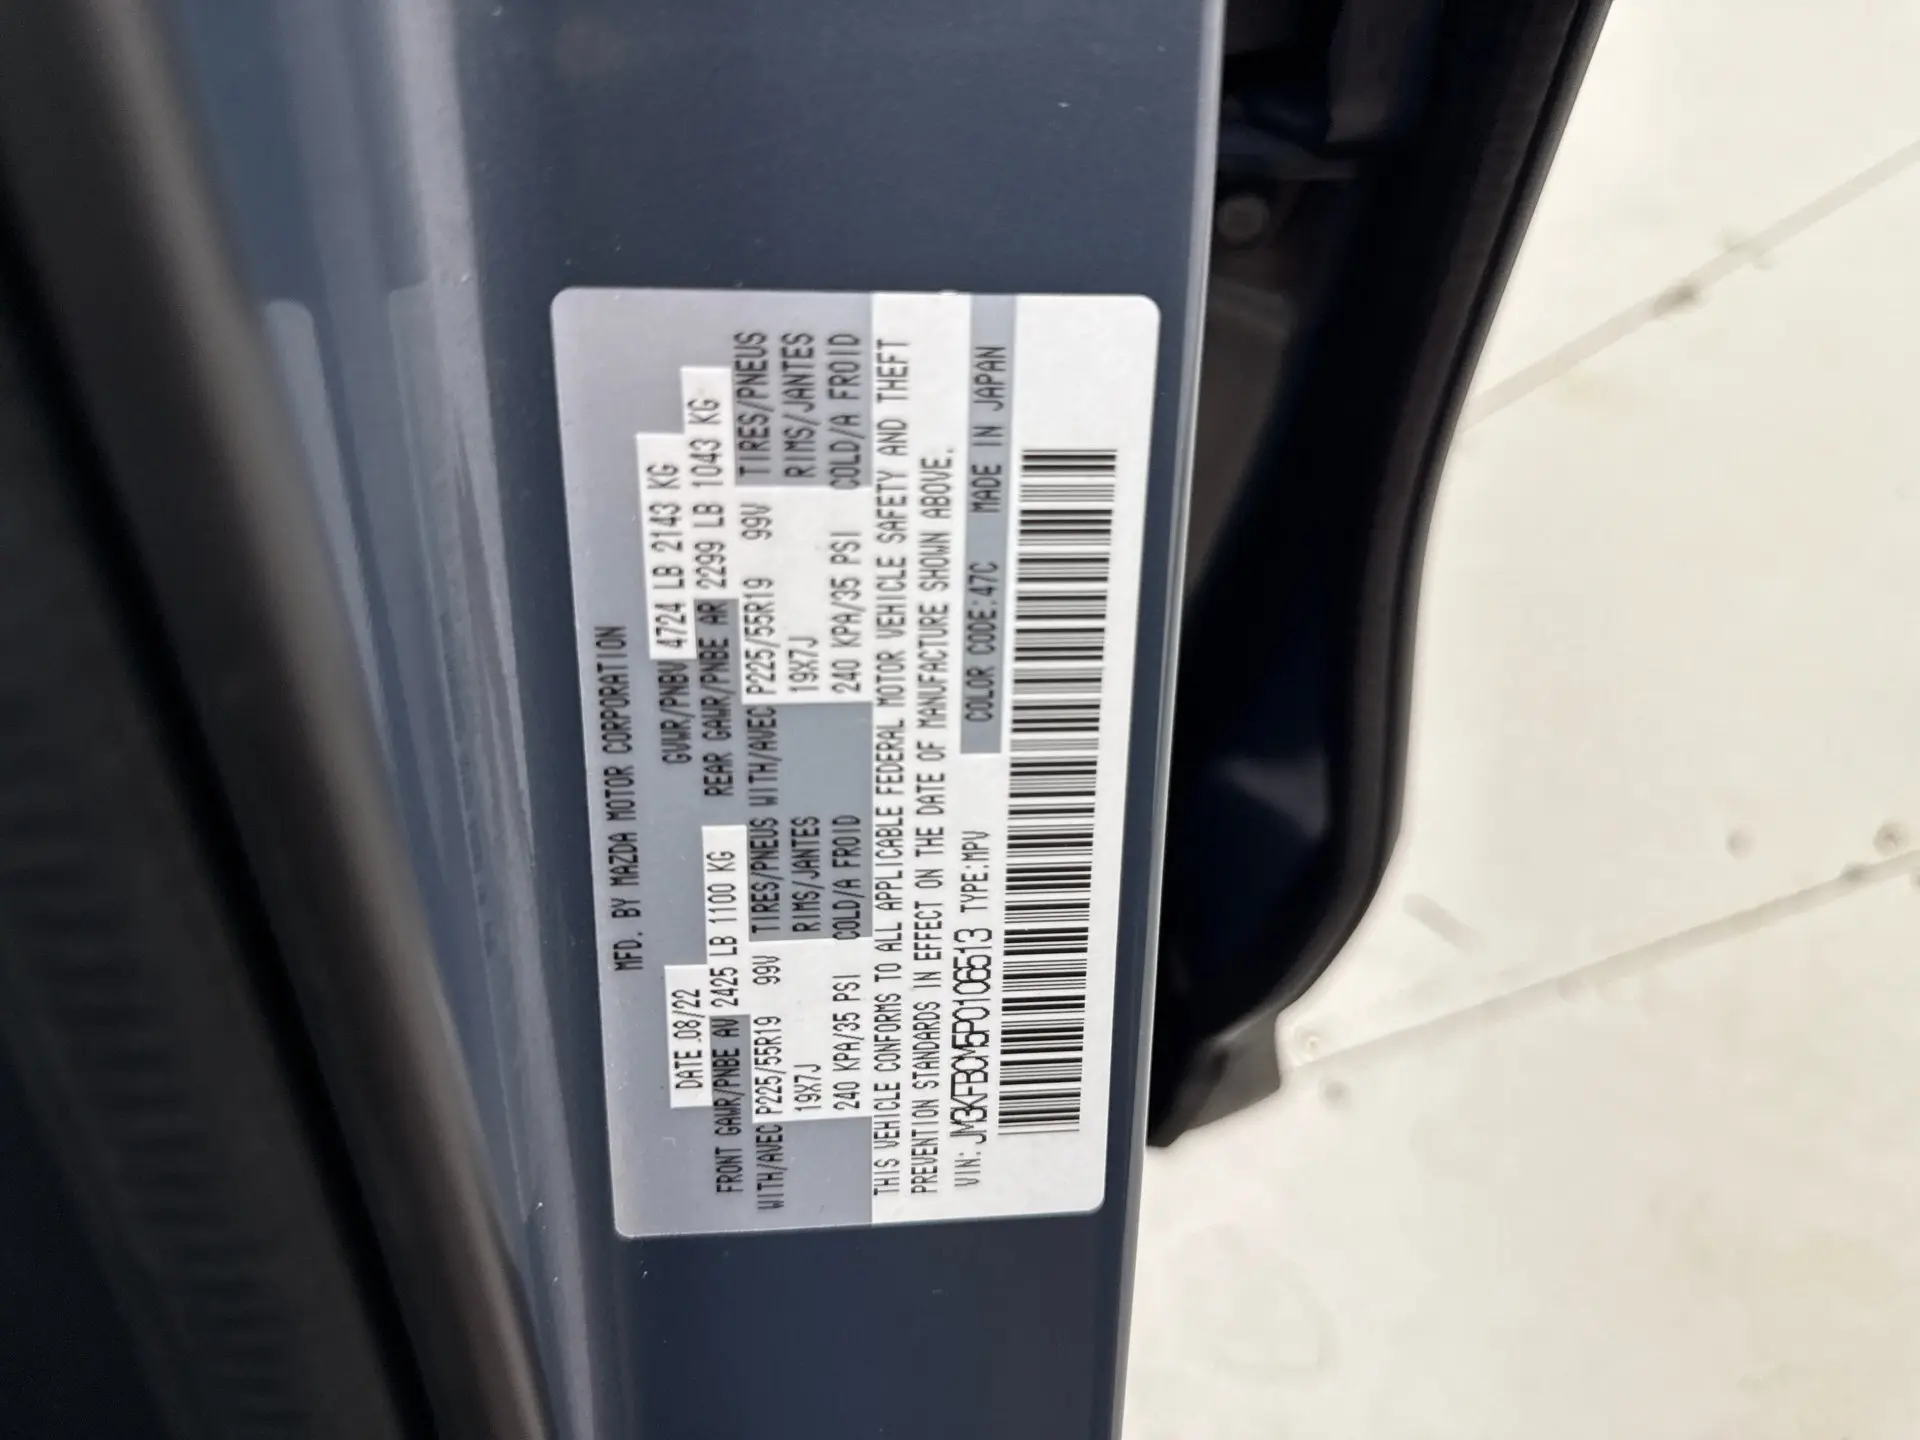 MFD. BY MAZDA MOTOR CORPORATION
DATE 08/22 GVWR/PNBV 4724 LB 2143 KG
FRONT GAWR/PNBE AV 2425 LB 1100 KG REAR GAWR/PNBE AR 2299 LB 1043 KG
WITH/AVEC P225/55R19 99V TIRES/PNEUS WITH/AVEC P225/55R19 99V TIRES/PNEUS
19X7J RIMS/JANTES 19X7J RIMS/JANTES
240 KPA/35 PSI COLD/A FROID 240 KPA/35 PSI COLD/A FROID
THIS VEHICLE CONFORMS TO ALL APPLICABLE FEDERAL MOTOR VEHICLE SAFETY AND THEFT
PREVENTION STANDARDS IN EFFECT ON THE DATE OF MANUFACTURE SHOWN ABOVE.
VIN: JM3KFBCM5P0106513 TYPE:MPV COLOR CODE:47C MADE IN JAPAN